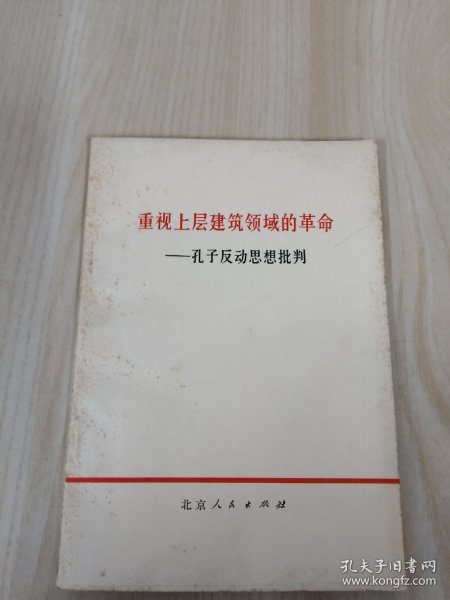 重视上层建筑领域的革命
——孔子反动思想批判
北京人民出版社
孔夫子旧书网
www.kongfz.com